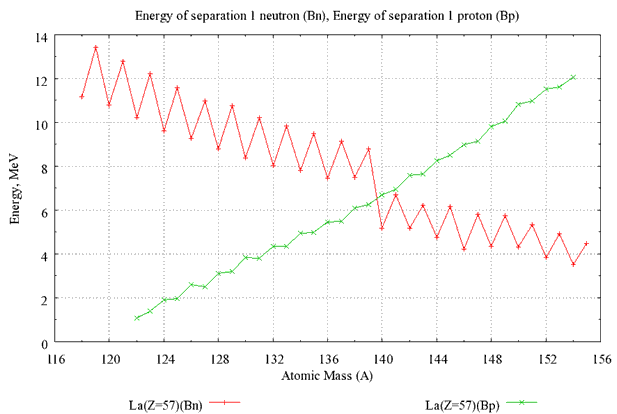 Energy of separation 1 neutron (Bn), Energy of separation 1 proton (Bp)
14
12
10
8
6
4
2
0
Energy, MeV
116 120 124 128 132 136 140 144 148 152 156
Atomic Mass (A)
La(Z=57)(Bn) La(Z=57)(Bp)